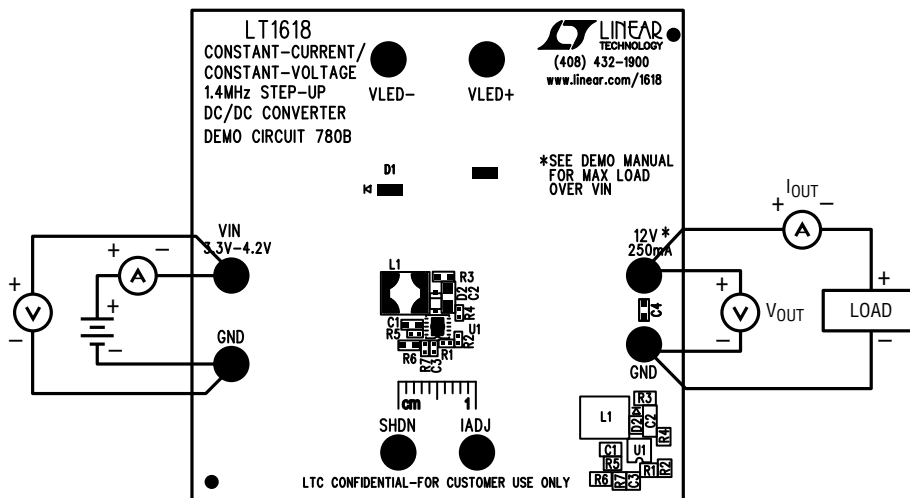 LT1618
CONSTANT-CURRENT/
CONSTANT-VOLTAGE
1.4MHz STEP-UP
DC/DC CONVERTER
DEMO CIRCUIT 780B
VLED-
VLED+
LINEAR
TECHNOLOGY
(408) 432-1900
www.linear.com/1618
D1
*SEE DEMO MANUAL
FOR MAX LOAD
OVER VIN
IOUT
+ A -
VIN
3.3V-4.2V
+ A -
+
V
-
+
-
GND
12V *
250mA
C4
GND
+
V
-
VOUT
+
LOAD
-
L1
R3
D2
C2
R4
C1
R5
U1
R6
R7
C3
R1
R2
cm 1
SHDN
IADJ
L1
R3
D2
C2
R4
C1
U1
R5
R6
R7
C3
R1
R2
LTC CONFIDENTIAL-FOR CUSTOMER USE ONLY